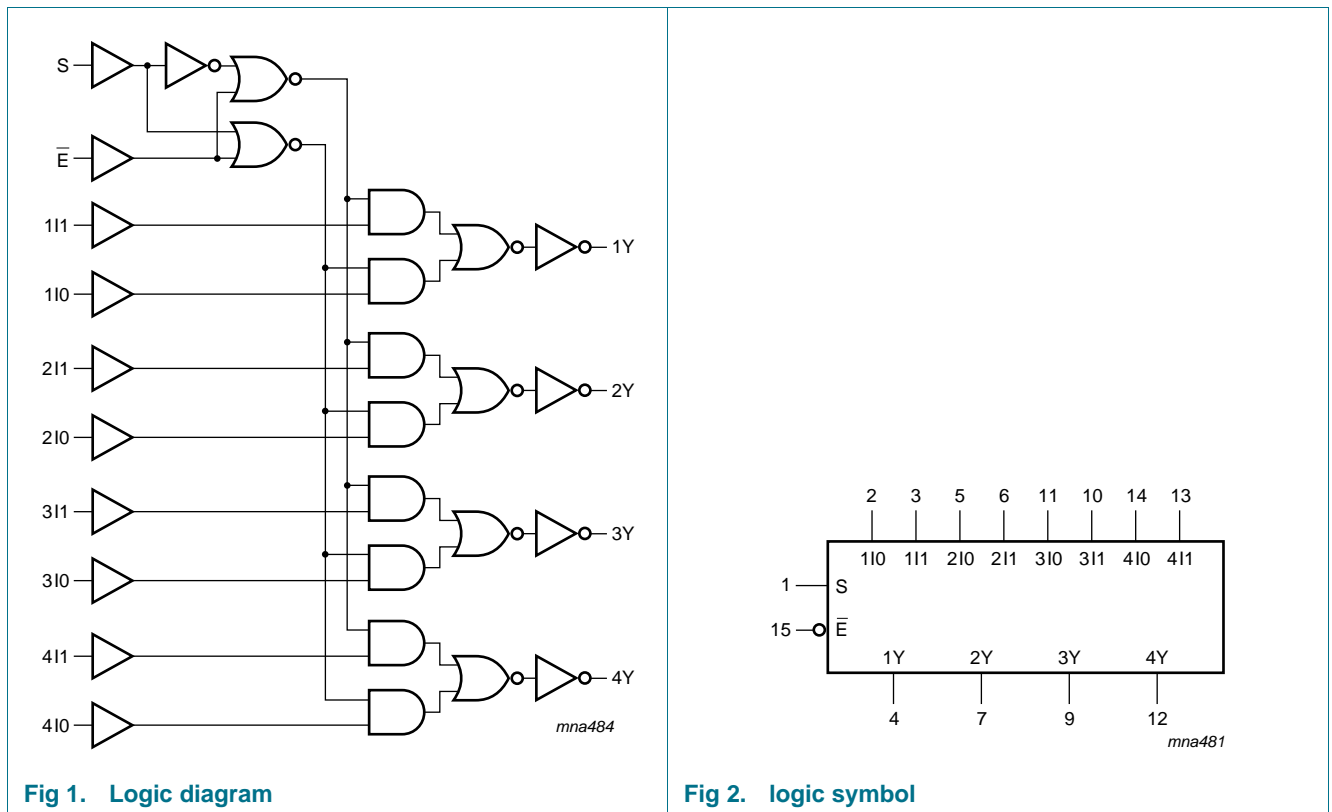 S
E̅
1I1
1I0
2I1
2I0
3I1
3I0
4I1
4I0
1Y
2Y
3Y
4Y
mna484
Fig 1. Logic diagram
2 3 5 6 11 10 14 13
1I0 1I1 2I0 2I1 3I0 3I1 4I0 4I1
1 S
15 E̅
1Y 2Y 3Y 4Y
4 7 9 12
mna481
Fig 2. logic symbol